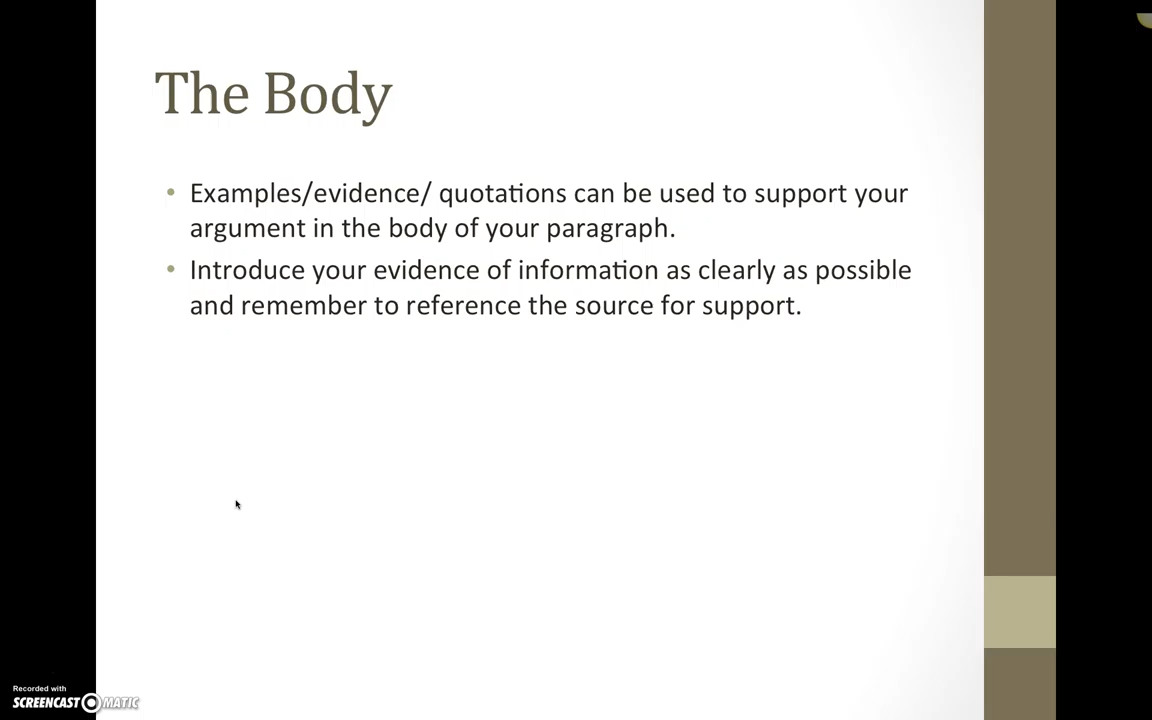 The Body
• Examples/evidence/ quotations can be used to support your
argument in the body of your paragraph.
• Introduce your evidence of information as clearly as possible
and remember to reference the source for support.
Recorded with
SCREENCAST MATIC